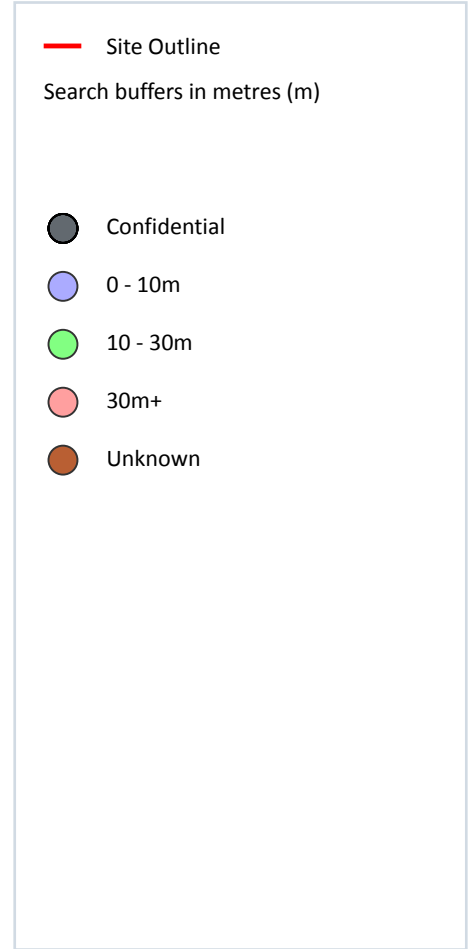 Site Outline
Search buffers in metres (m)
Confidential
0 - 10m
10 - 30m
30m+
Unknown